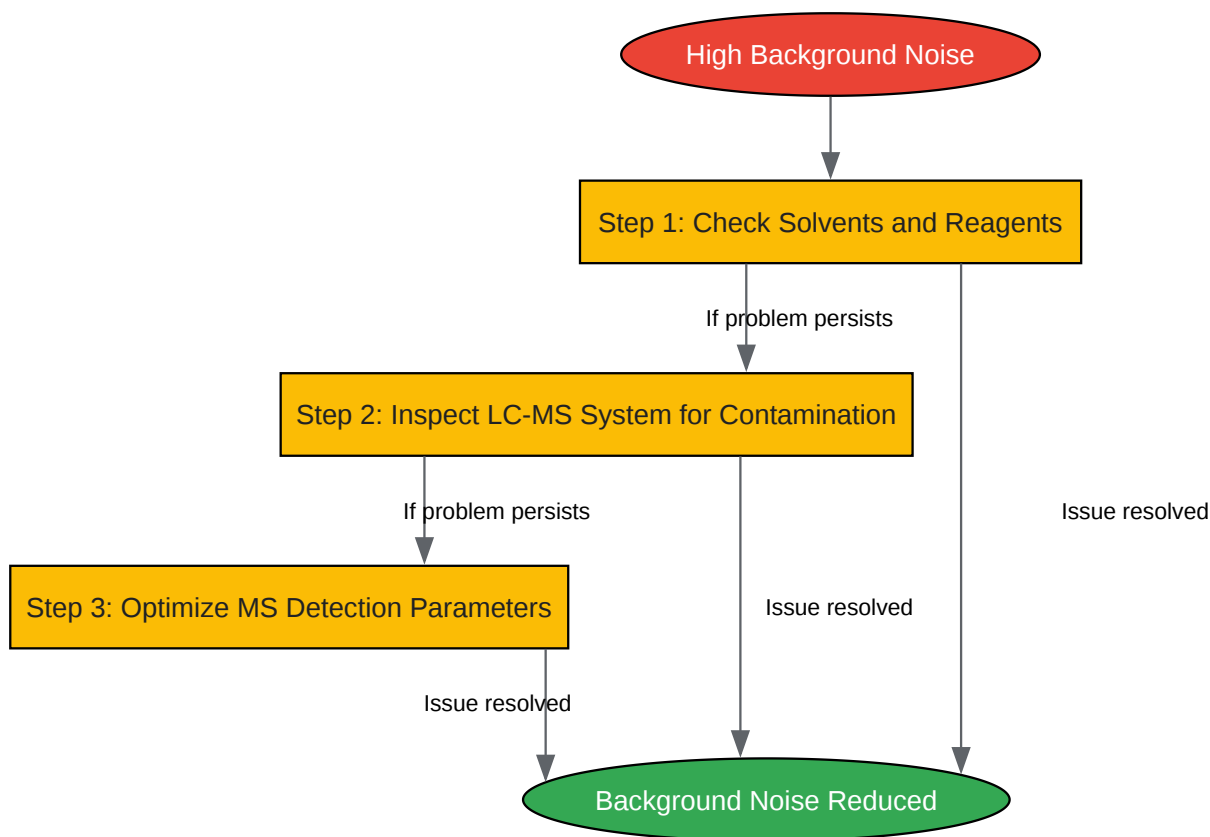 High Background Noise
Step 1: Check Solvents and Reagents
If problem persists
Step 2: Inspect LC-MS System for Contamination
If problem persists
Issue resolved
Step 3: Optimize MS Detection Parameters
Issue resolved
Issue resolved
Background Noise Reduced